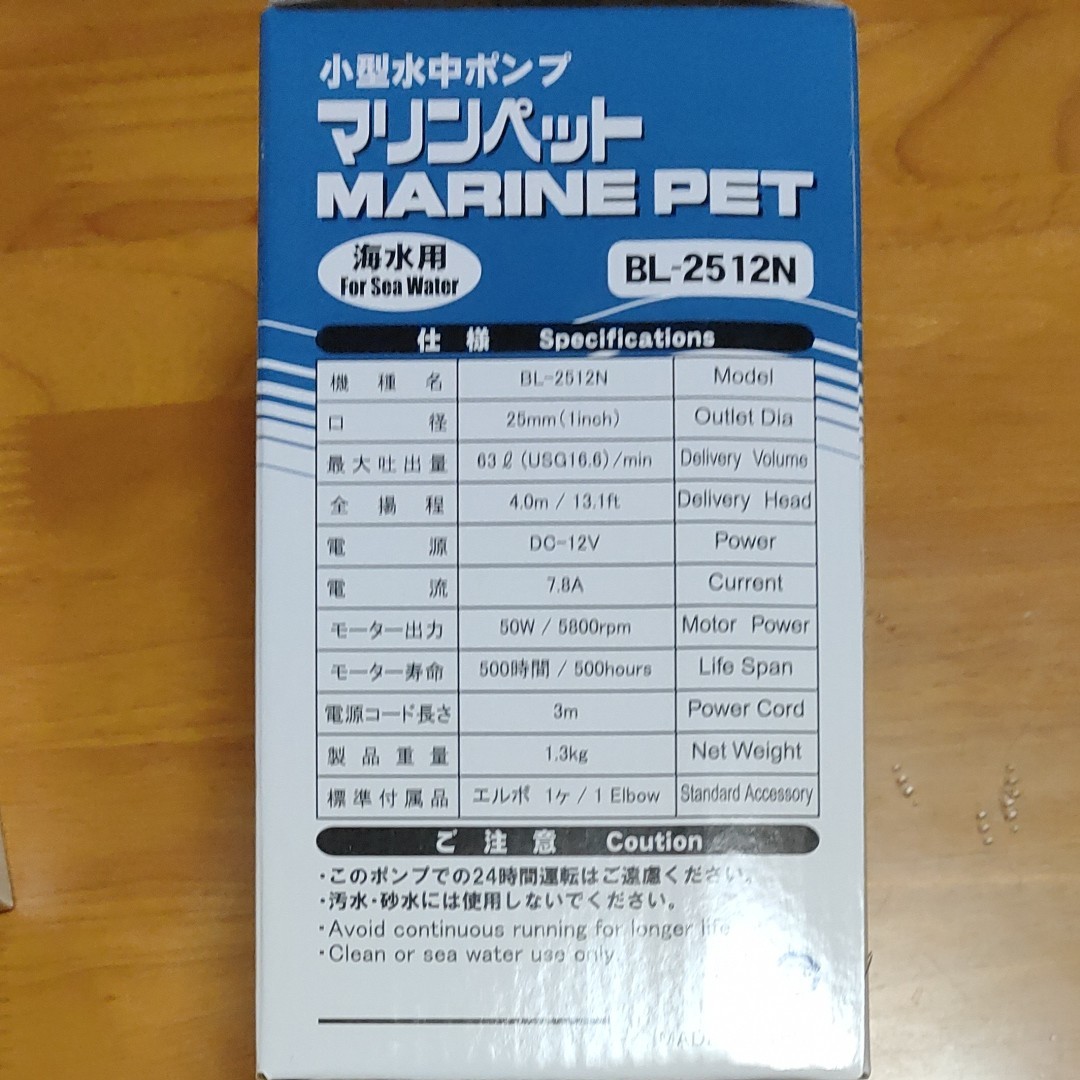 小型水中ポンプ
マリンペット
MARINE PET
海水用
For Sea Water
BL-2512N
仕様 Specifications
機種名 BL-2512N Model
口径 25mm(1inch) Outlet Dia
最大吐出量 63ℓ(USG16.6)/min Delivery Volume
全揚程 4.0m / 13.1ft Delivery Head
電源 DC-12V Power
電流 7.8A Current
モーター出力 50W / 5800rpm Motor Power
モーター寿命 500時間 / 500hours Life Span
電源コード長さ 3m Power Cord
製品重量 1.3kg Net Weight
標準付属品 エルボ 1ケ / 1 Elbow Standard Accessory
ご注意 Coution
・このポンプでの24時間運転はご遠慮ください。
・汚水・砂水には使用しないでください。
・Avoid continuous running for longer life
・Clean or sea water use only.